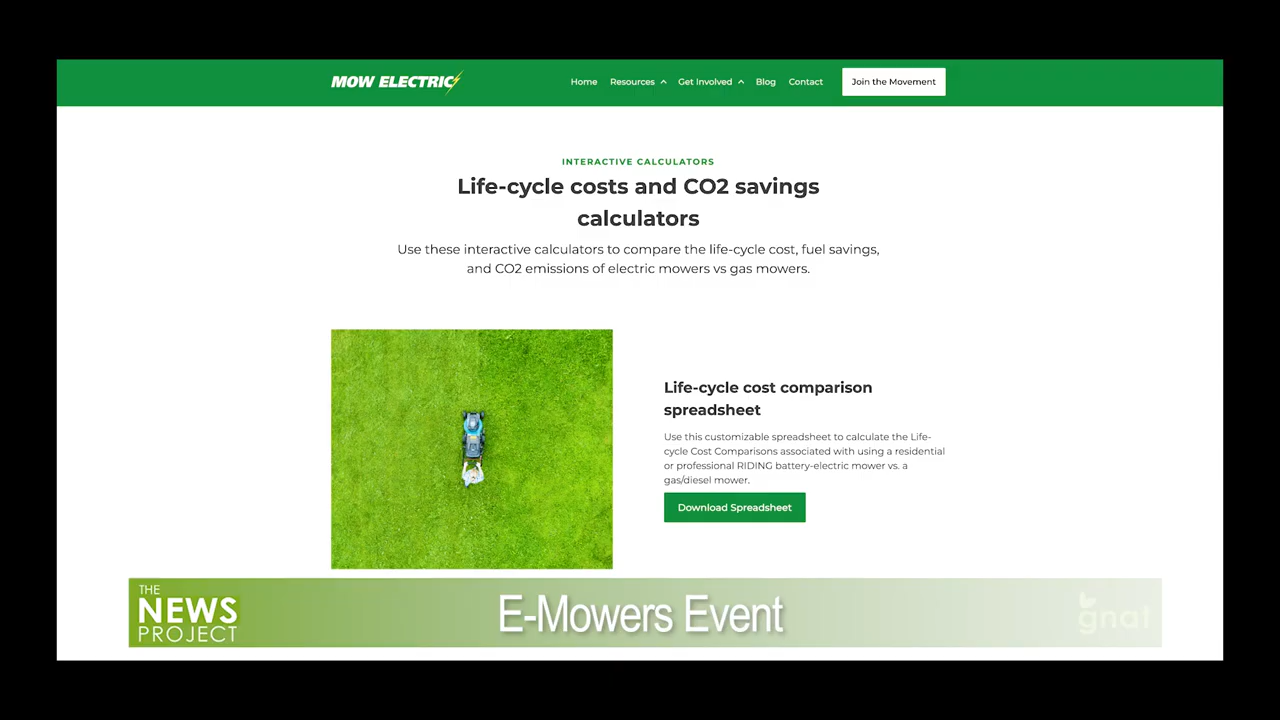 MOW ELECTRIC
Home Resources Get Involved Blog Contact Join the Movement
INTERACTIVE CALCULATORS
Life-cycle costs and CO2 savings
calculators
Use these interactive calculators to compare the life-cycle cost, fuel savings,
and CO2 emissions of electric mowers vs gas mowers.
Life-cycle cost comparison
spreadsheet
Use this customizable spreadsheet to calculate the Life-
cycle Cost Comparisons associated with using a residential
or professional RIDING battery-electric mower vs. a
gas/diesel mower.
Download Spreadsheet
THE
NEWS
PROJECT
E-Mowers Event
gnat